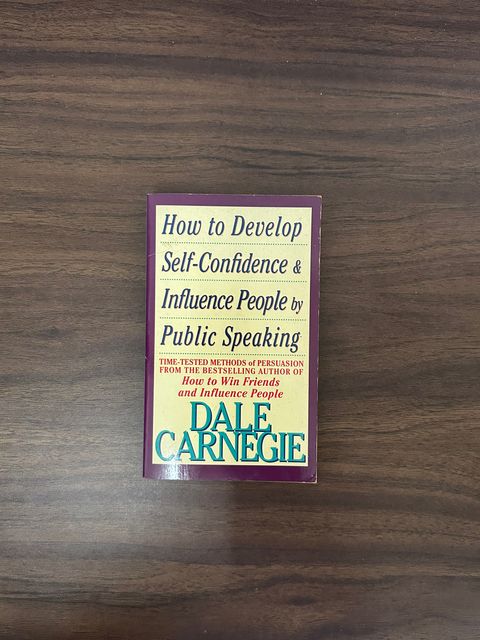 How to Develop
Self-Confidence &
Influence People by
Public Speaking
TIME-TESTED METHODS of PERSUASION
FROM THE BESTSELLING AUTHOR OF
How to Win Friends
and Influence People
DALE
CARNEGIE